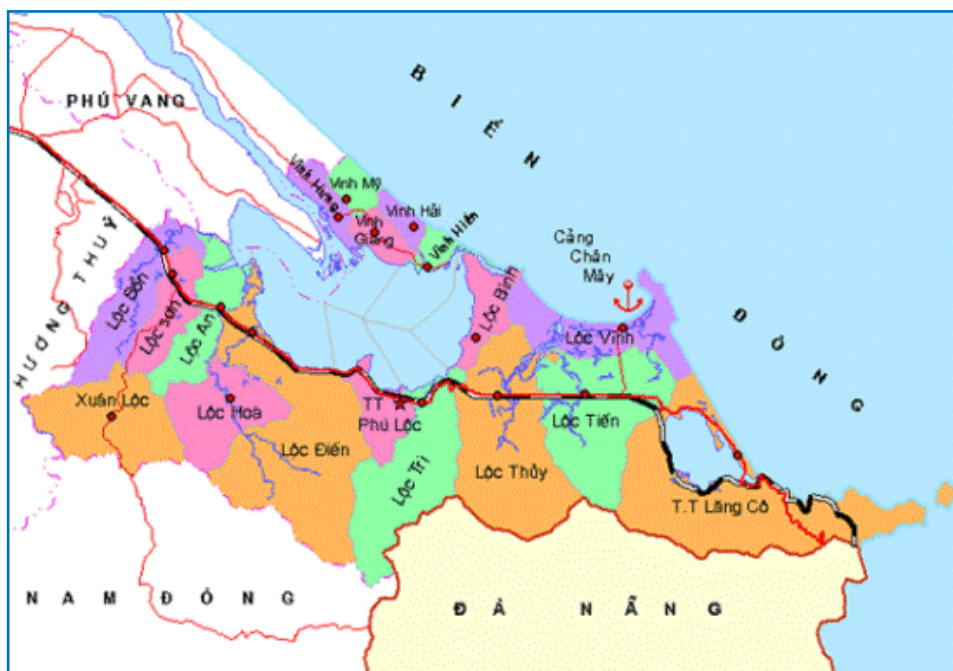 BIỂN
PHÚ VANG
Vinh Hưng
Vinh Mỹ
Vinh Hải
Vinh
Giang
Vinh Hiền
Cảng
Chân
Mây
HƯƠNG THUỶ
Lộc Bổn
Lộc Sơn
Lộc An
Lộc Bình
Lộc Vĩnh
ĐÔNG
Xuân Lộc
Lộc Hoà
TT
Phú Lộc
Lộc Tiến
Lộc Điền
Lộc Trì
Lộc Thủy
T.T Lăng Cô
NAM ĐÔNG
ĐÀ NẴNG